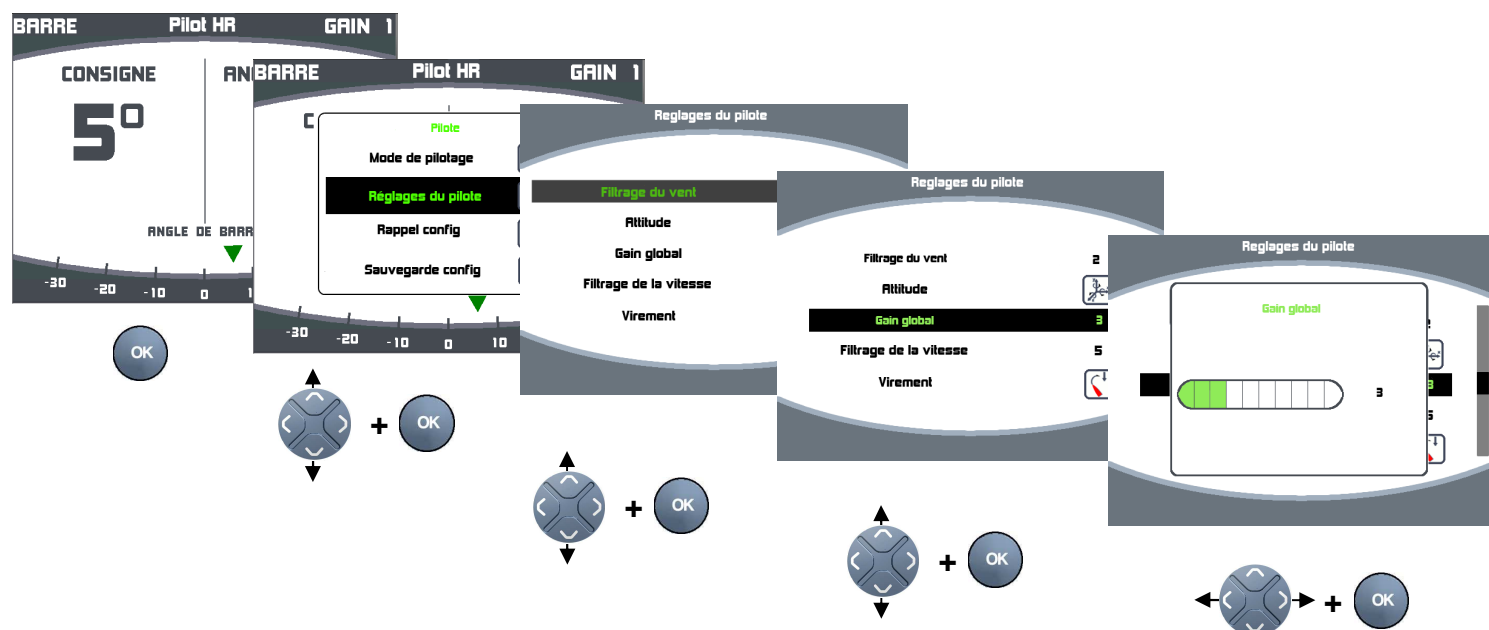 BARRE Pilot HR GAIN 1
CONSIGNE
5°
ANGLE DE BARR
-30 -20 -10 0 1
OK
BARRE Pilot HR GAIN 1
C
Pilote
Mode de pilotage
Réglages du pilote
Rappel config
Sauvegarde config
-30 -20 -10 0 10
+ OK
Reglages du pilote
Filtrage du vent
Attitude
Gain global
Filtrage de la vitesse
Virement
+ OK
Reglages du pilote
Filtrage du vent 2
Attitude
Gain global 3
Filtrage de la vitesse 5
Virement
+ OK
Reglages du pilote
Gain global
3
3
5
+ OK